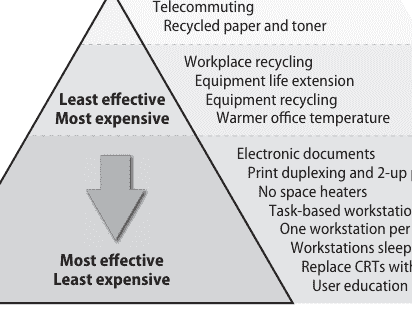 Telecommuting
Recycled paper and toner
Workplace recycling
Equipment life extension
Equipment recycling
Warmer office temperature
Least effective
Most expensive
Electronic documents
Print duplexing and 2-up
No space heaters
Task-based
One workstation per
Workstations sleep
Replace CRTs
User education
Most effective
Least expensive